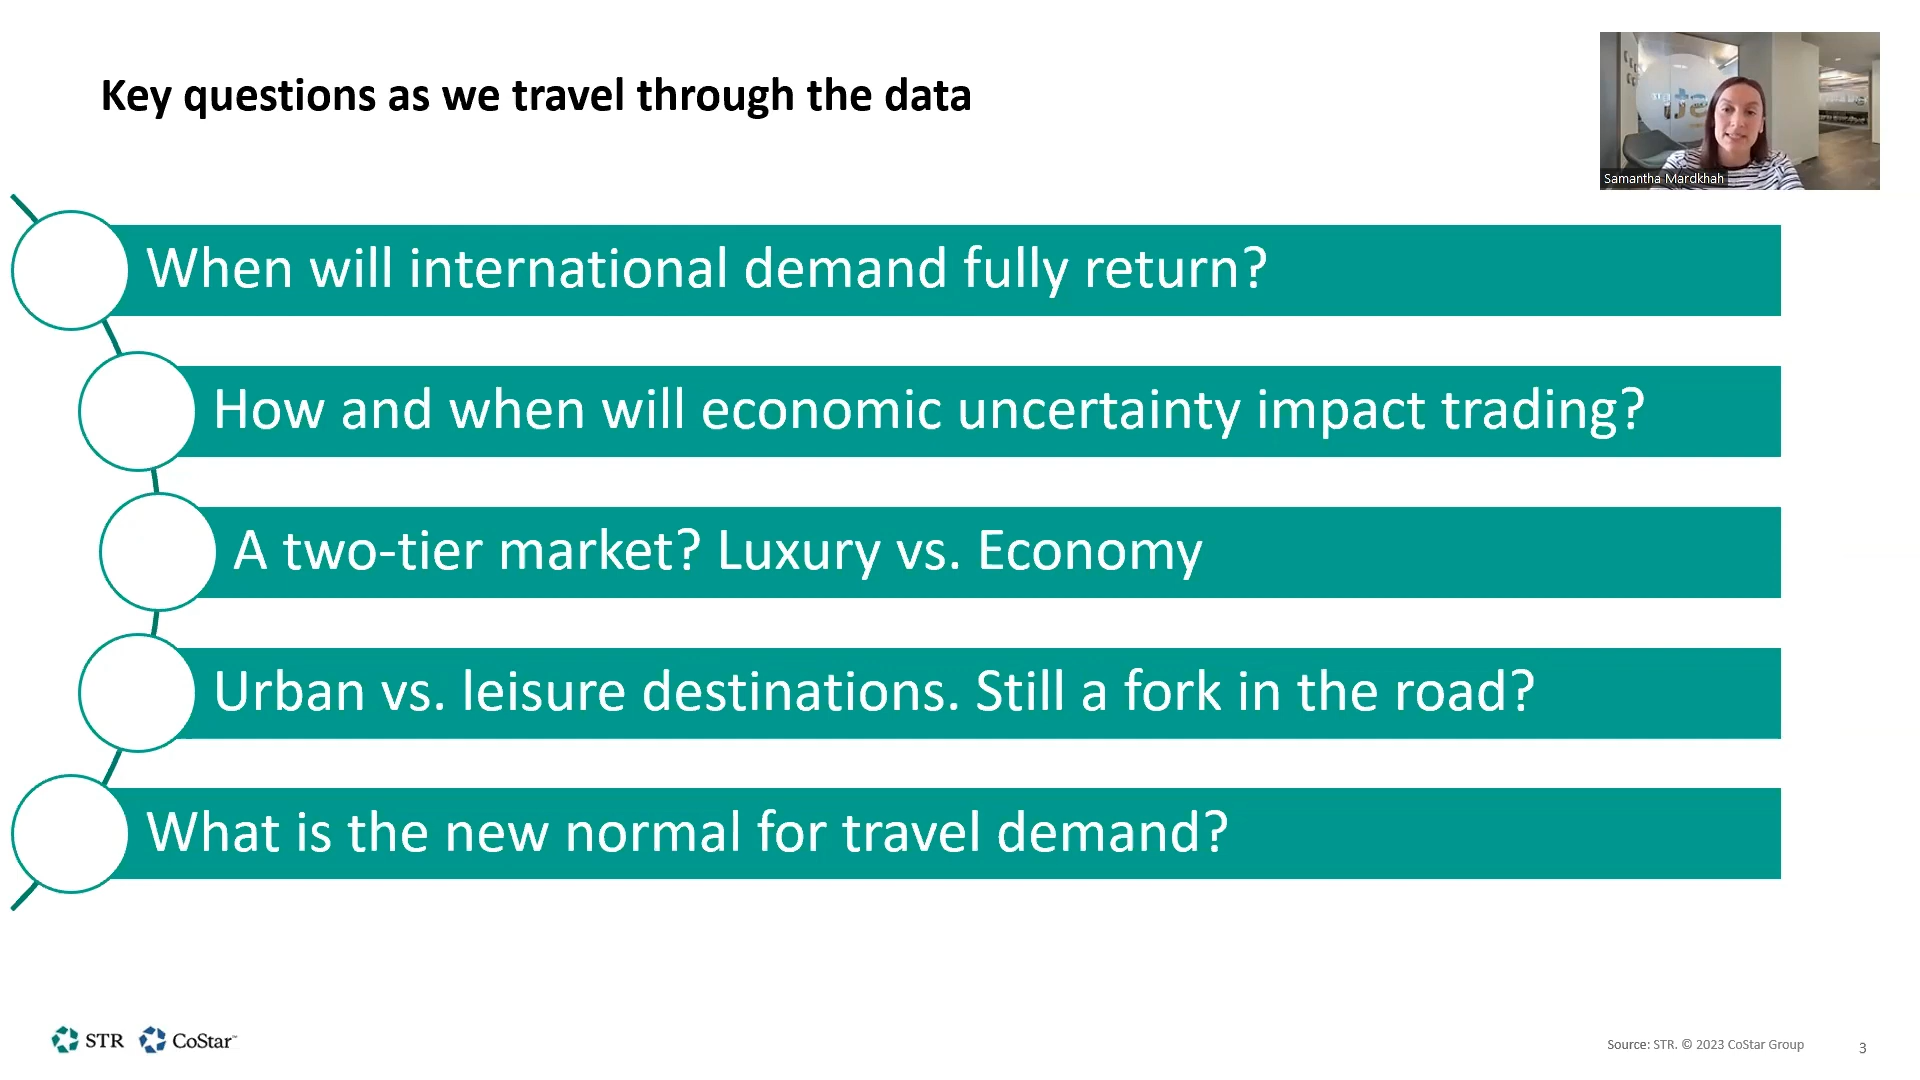 Key questions as we travel through the data
Samantha Mardkhah
When will international demand fully return?
How and when will economic uncertainty impact trading?
A two-tier market? Luxury vs. Economy
Urban vs. leisure destinations. Still a fork in the road?
What is the new normal for travel demand?
STR CoStar™
Source: STR. © 2023 CoStar Group
3